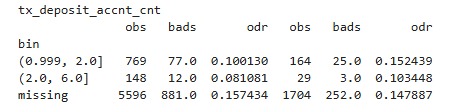 tx_deposit_accnt_cnt
obs bads odr obs bads odr
bin
(0.999, 2.0] 769 77.0 0.100130 164 25.0 0.152439
(2.0, 6.0] 148 12.0 0.081081 29 3.0 0.103448
missing 5596 881.0 0.157434 1704 252.0 0.147887